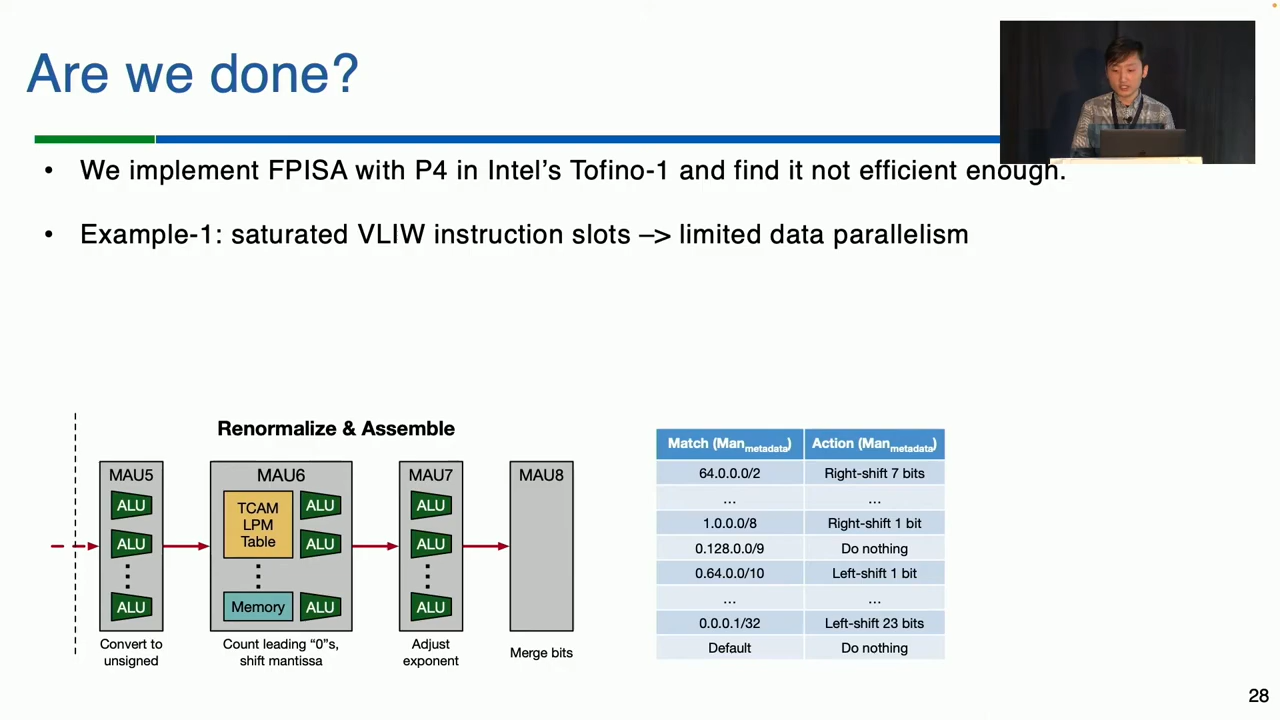 Are we done?
• We implement FPISA with P4 in Intel's Tofino-1 and find it not efficient enough.
• Example-1: saturated VLIW instruction slots –> limited data parallelism
Renormalize & Assemble
MAU5
ALU
ALU
ALU
Convert to
unsigned
MAU6
TCAM
LPM
Table
ALU
ALU
Memory
ALU
Count leading “0”s,
shift mantissa
MAU7
ALU
ALU
ALU
Adjust
exponent
MAU8
Merge bits
Match (Manmetadata) Action (Manmetadata)
64.0.0.0/2 Right-shift 7 bits
... ...
1.0.0.0/8 Right-shift 1 bit
0.128.0.0/9 Do nothing
0.64.0.0/10 Left-shift 1 bit
... ...
0.0.0.1/32 Left-shift 23 bits
Default Do nothing
28